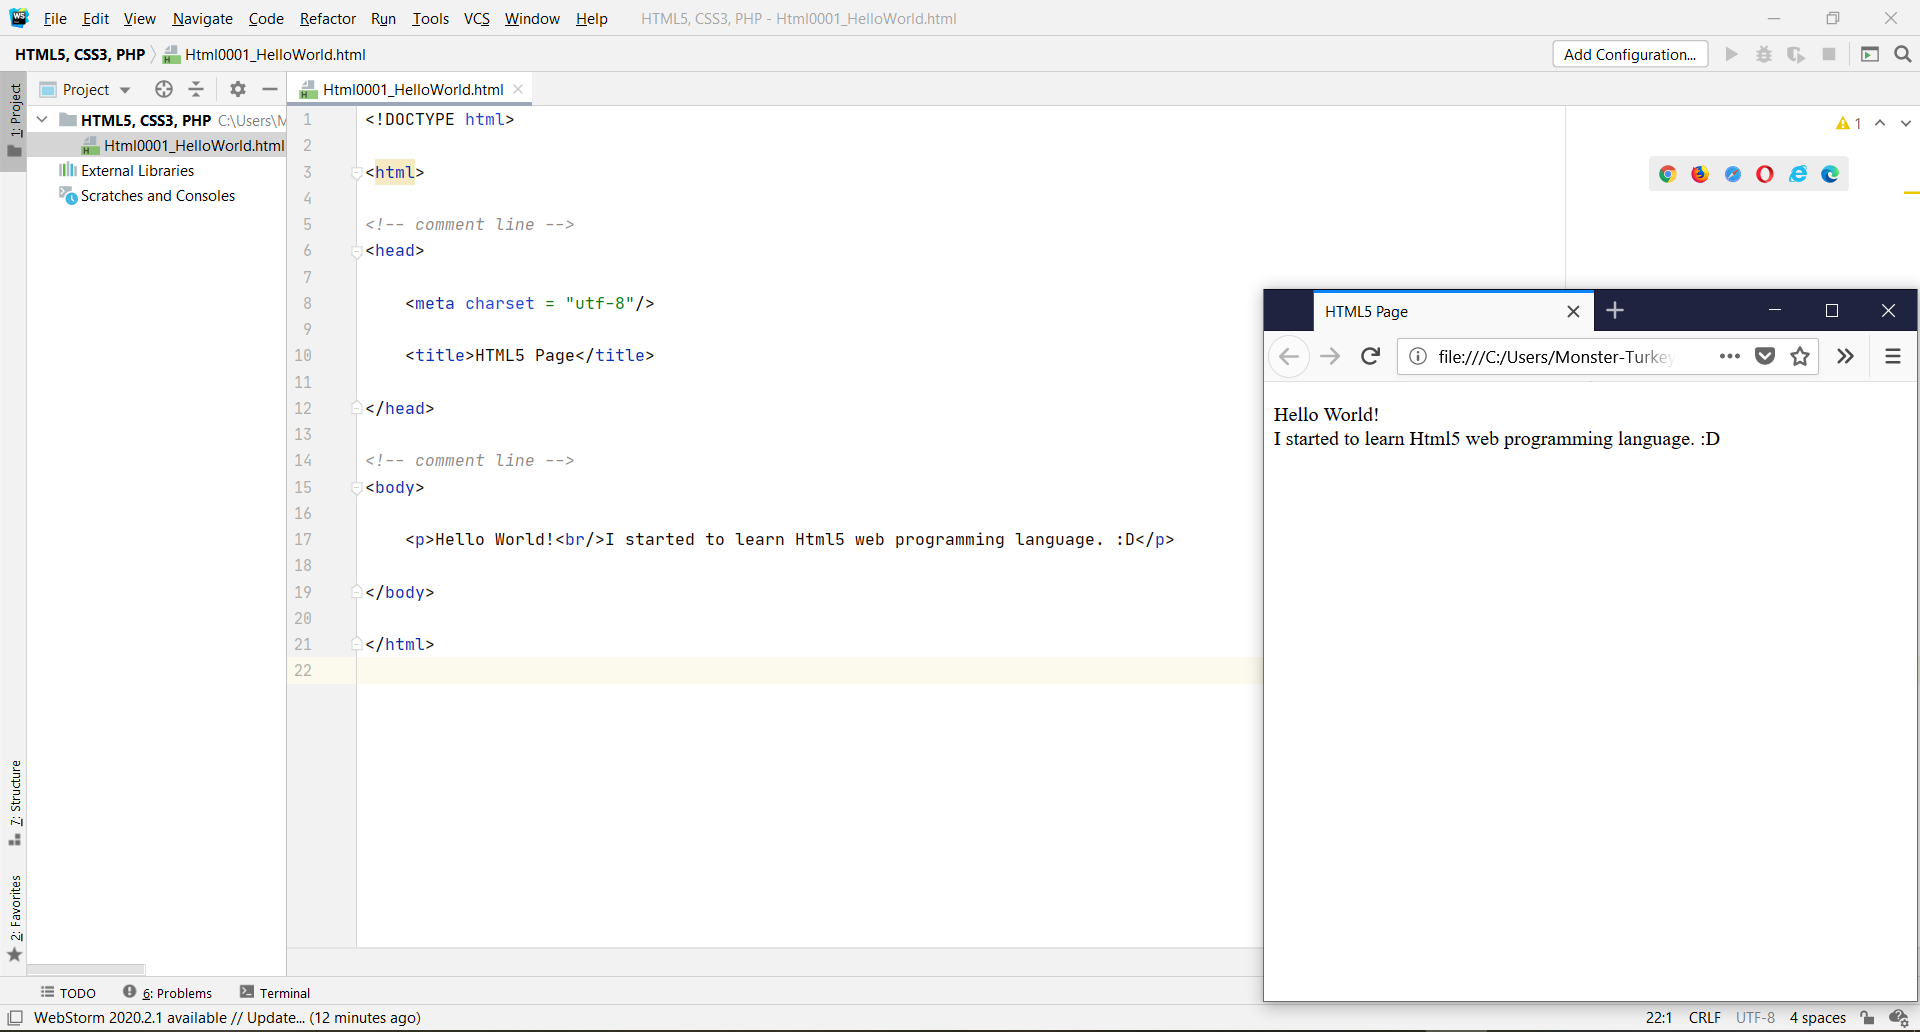 File Edit View Navigate Code Refactor Run Tools VCS Window Help HTML5, CSS3, PHP - Html0001_HelloWorld.html
HTML5, CSS3, PHP Html0001_HelloWorld.html Add Configuration...
1: Project
Project
HTML5, CSS3, PHP C:\Users\M
Html0001_HelloWorld.html
External Libraries
Scratches and Consoles
7: Structure
2: Favorites
Html0001_HelloWorld.html
1
1 <!DOCTYPE html>
2
3 <html>
4
5 <!-- comment line -->
6 <head>
7
8 <meta charset = "utf-8"/>
9
10 <title>HTML5 Page</title>
11
12 </head>
13
14 <!-- comment line -->
15 <body>
16
17 <p>Hello World!<br/>I started to learn Html5 web programming language. :D</p>
18
19 </body>
20
21 </html>
22
HTML5 Page
file:///C:/Users/Monster-Turkey
Hello World!
I started to learn Html5 web programming language. :D
TODO 6: Problems Terminal
WebStorm 2020.2.1 available // Update... (12 minutes ago) 22:1 CRLF UTF-8 4 spaces